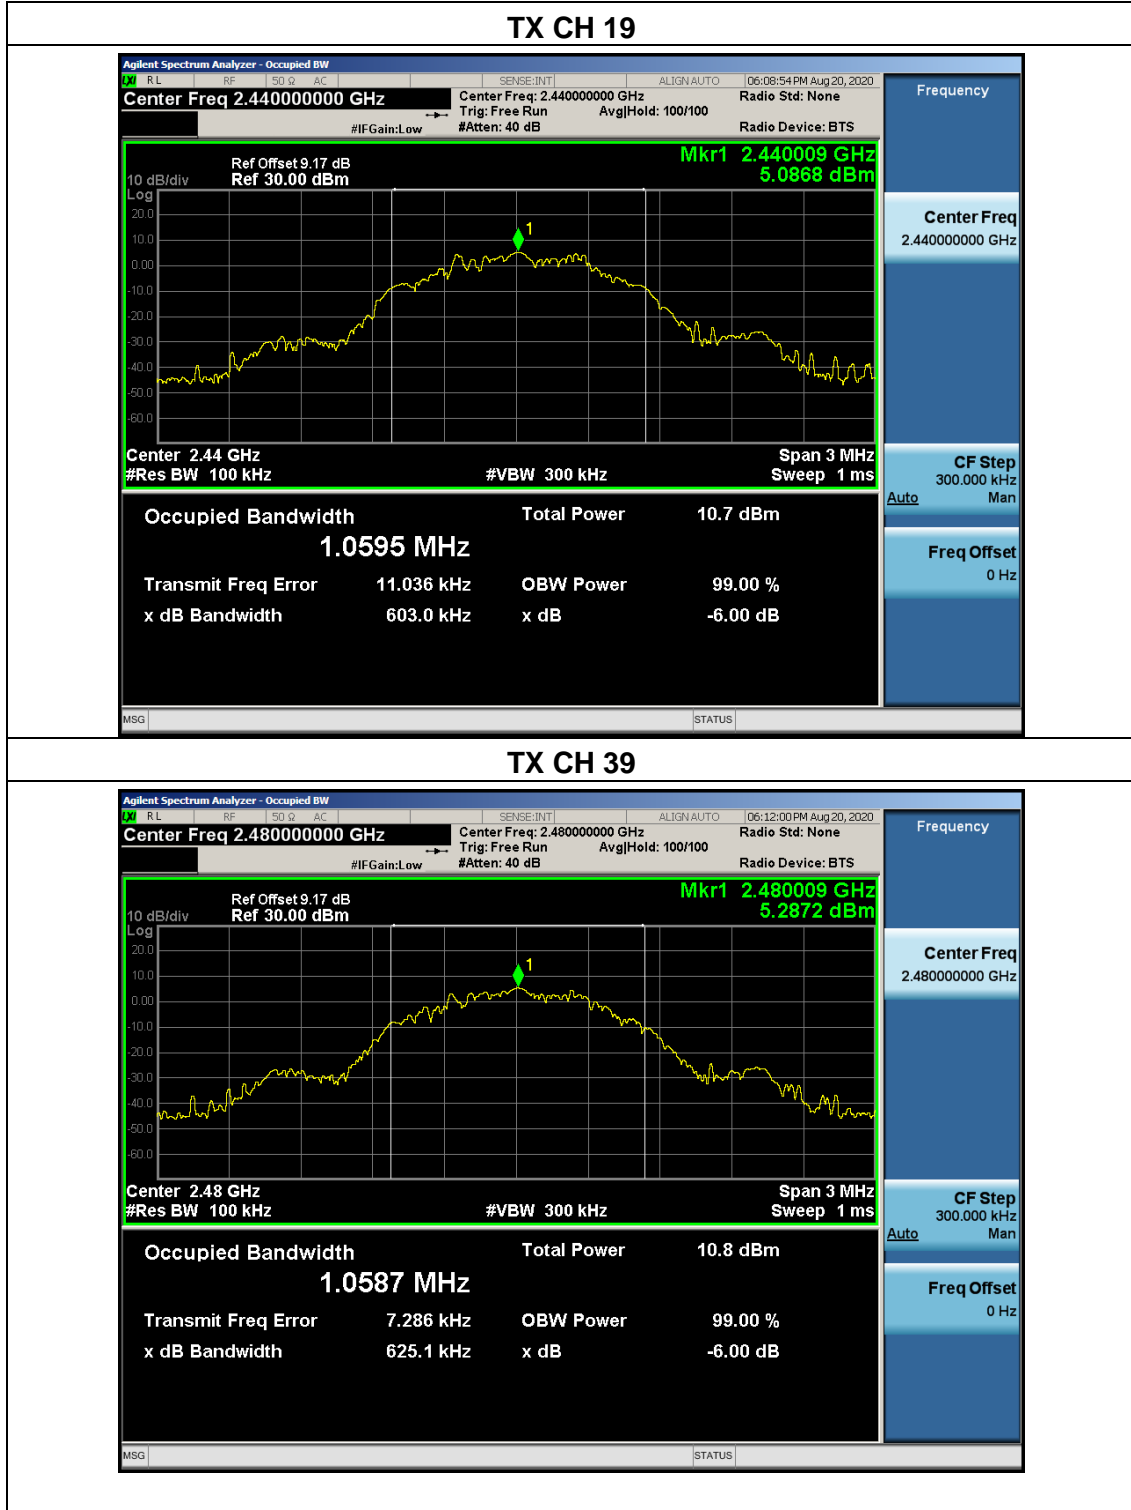 TX CH 19
Agilent Spectrum Analyzer - Occupied BW
LXI RL RF 50 Ω AC SENSE:INT ALIGN AUTO 06:08:54 PM Aug 20, 2020
Center Freq 2.440000000 GHz
Center Freq: 2.440000000 GHz
Radio Std: None
Trig: Free Run Avg|Hold: 100/100
#IFGain:Low #Atten: 40 dB Radio Device: BTS
Frequency
Mkr1 2.440009 GHz
5.0868 dBm
Ref Offset 9.17 dB
10 dB/div Ref 30.00 dBm
Log
20.0
10.0
0.00
-10.0
-20.0
-30.0
-40.0
-50.0
-60.0
1
Center 2.44 GHz Span 3 MHz
#Res BW 100 kHz #VBW 300 kHz Sweep 1 ms
Center Freq
2.440000000 GHz
CF Step
300.000 kHz
Auto Man
Freq Offset
0 Hz
Occupied Bandwidth Total Power 10.7 dBm
1.0595 MHz
Transmit Freq Error 11.036 kHz OBW Power 99.00 %
x dB Bandwidth 603.0 kHz x dB -6.00 dB
MSG STATUS
TX CH 39
Agilent Spectrum Analyzer - Occupied BW
LXI RL RF 50 Ω AC SENSE:INT ALIGN AUTO 06:12:00 PM Aug 20, 2020
Center Freq 2.480000000 GHz
Center Freq: 2.480000000 GHz
Radio Std: None
Trig: Free Run Avg|Hold: 100/100
#IFGain:Low #Atten: 40 dB Radio Device: BTS
Frequency
Mkr1 2.480009 GHz
5.2872 dBm
Ref Offset 9.17 dB
10 dB/div Ref 30.00 dBm
Log
20.0
10.0
0.00
-10.0
-20.0
-30.0
-40.0
-50.0
-60.0
1
Center 2.48 GHz Span 3 MHz
#Res BW 100 kHz #VBW 300 kHz Sweep 1 ms
Center Freq
2.480000000 GHz
CF Step
300.000 kHz
Auto Man
Freq Offset
0 Hz
Occupied Bandwidth Total Power 10.8 dBm
1.0587 MHz
Transmit Freq Error 7.286 kHz OBW Power 99.00 %
x dB Bandwidth 625.1 kHz x dB -6.00 dB
MSG STATUS